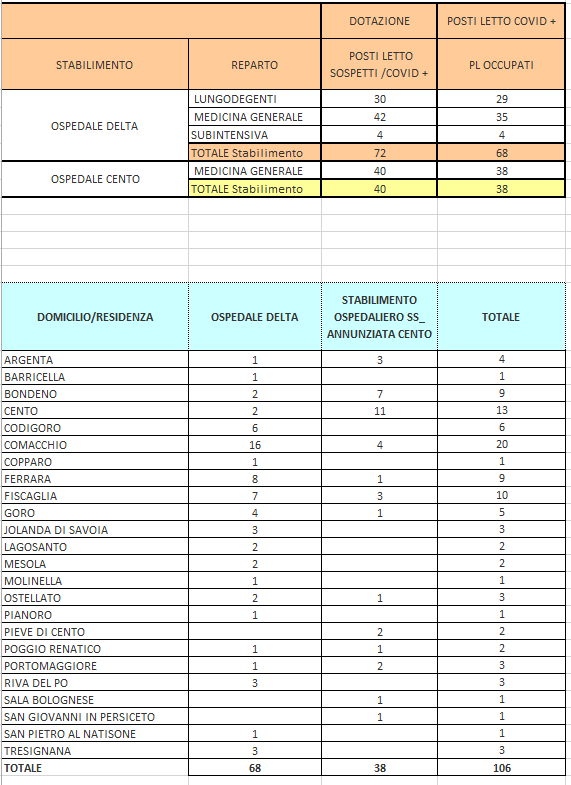 DOTAZIONE POSTI LETTO COVID +
STABILIMENTO REPARTO POSTI LETTO SOSPETTI /COVID + PL OCCUPATI
OSPEDALE DELTA
LUNGODEGENTI 30 29
MEDICINA GENERALE 42 35
SUBINTENSIVA 4 4
TOTALE Stabilimento 72 68
OSPEDALE CENTO
MEDICINA GENERALE 40 38
TOTALE Stabilimento 40 38
DOMICILIO/RESIDENZA OSPEDALE DELTA STABILIMENTO OSPEDALIERO SS_ ANNUNZIATA CENTO TOTALE
ARGENTA 1 3 4
BARRICELLA 1 1
BONDENO 2 7 9
CENTO 2 11 13
CODIGORO 6 6
COMACCHIO 16 4 20
COPPARO 1 1
FERRARA 8 1 9
FISCAGLIA 7 3 10
GORO 4 1 5
JOLANDA DI SAVOIA 3 3
LAGOSANTO 2 2
MESOLA 2 2
MOLINELLA 1 1
OSTELLATO 2 1 3
PIANORO 1 1
PIEVE DI CENTO 2 2
POGGIO RENATICO 1 1 2
PORTOMAGGIORE 1 2 3
RIVA DEL PO 3 3
SALA BOLOGNESE 1 1
SAN GIOVANNI IN PERSICETO 1 1
SAN PIETRO AL NATISONE 1 1
TRESIGNANA 3 3
TOTALE 68 38 106